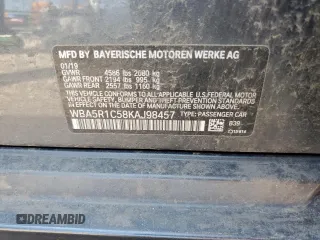 MFD BY BAYERISCHE MOTOREN WERKE AG
01/19
GVWR 4586 lbs 2080 kg
GAWR FRONT 2194 lbs 995 kg
GAWR REAR 2557 lbs 1160 kg
THIS VEHICLE CONFORMS TO ALL APPLICABLE
FEDERAL MOTOR VEHICLE SAFETY, BUMPER AND
THEFT PREVENTION STANDARDS IN EFFECT ON
THE DATE OF MANUFACTURE SHOWN ABOVE.
WBA5R1C58KAJ98457 TYPE: PASSENGER CAR
B39
DREAMBID